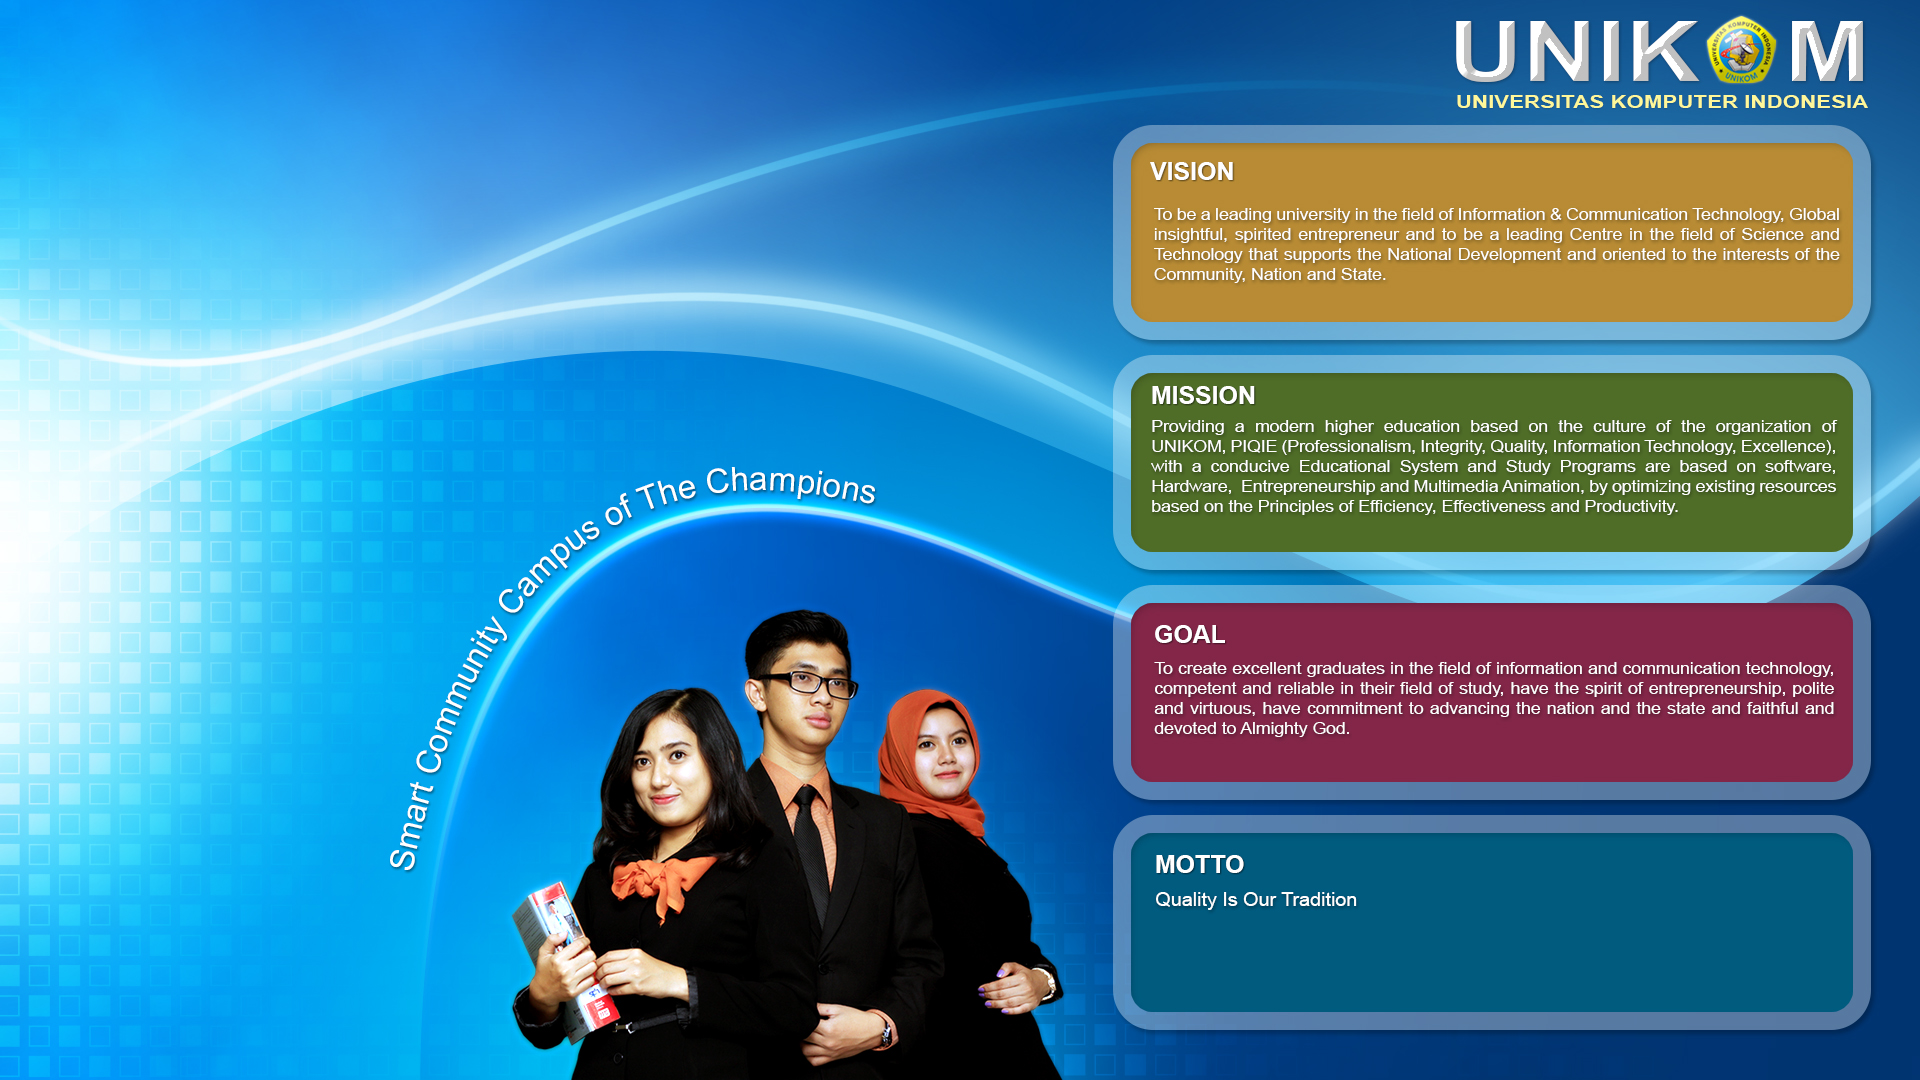 UNIKOM
UNIVERSITAS KOMPUTER INDONESIA
VISION
To be a leading university in the field of Information & Communication Technology, Global
insightful, spirited entrepreneur and to be a leading Centre in the field of Science and
Technology that supports the National Development and oriented to the interests of the
Community, Nation and State.
MISSION
Providing a modern higher education based on the culture of the organization of
UNIKOM, PIQIE (Professionalism, Integrity, Quality, Information Technology, Excellence),
with a conducive Educational System and Study Programs are based on software,
Hardware, Entrepreneurship and Multimedia Animation, by optimizing existing resources
based on the Principles of Efficiency, Effectiveness and Productivity.
GOAL
To create excellent graduates in the field of information and communication technology,
competent and reliable in their field of study, have the spirit of entrepreneurship, polite
and virtuous, have commitment to advancing the nation and the state and faithful and
devoted to Almighty God.
MOTTO
Quality Is Our Tradition
Smart Community Campus of The Champions